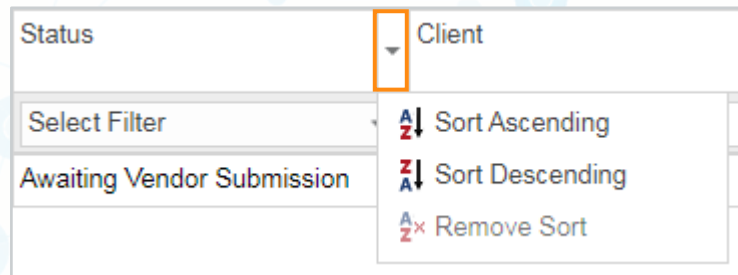 Status
Client
Select Filter
Sort Ascending
Awaiting Vendor Submission
Sort Descending
Remove Sort